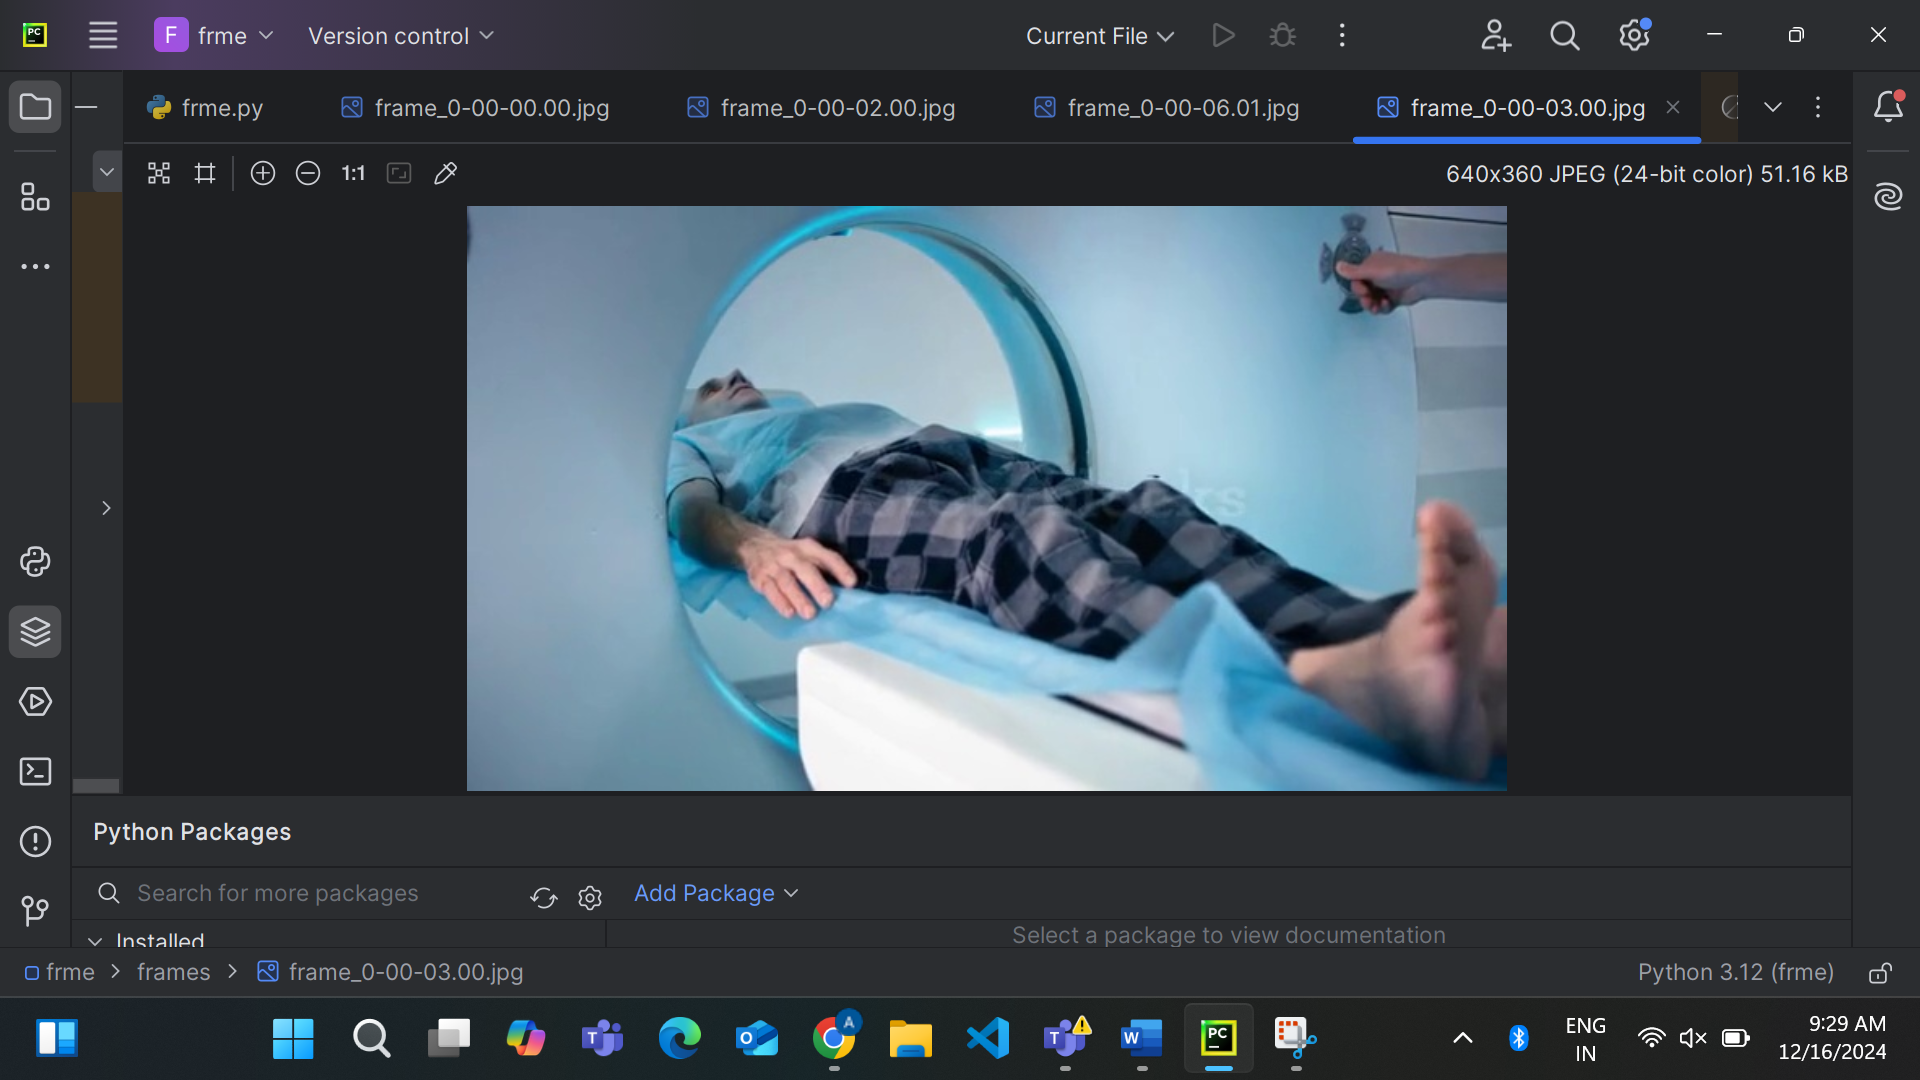 PC
F
frme
Version control
Current File
frme.py
frame_0-00-00.00.jpg
frame_0-00-02.00.jpg
frame_0-00-06.01.jpg
frame_0-00-03.00.jpg
1:1
640x360 JPEG (24-bit color) 51.16 kB
Python Packages
Search for more packages
Add Package
Installed
Select a package to view documentation
frme > frames > frame_0-00-03.00.jpg
Python 3.12 (frme)
T
O
A
T
W
PC
ENG
IN
9:29 AM
12/16/2024